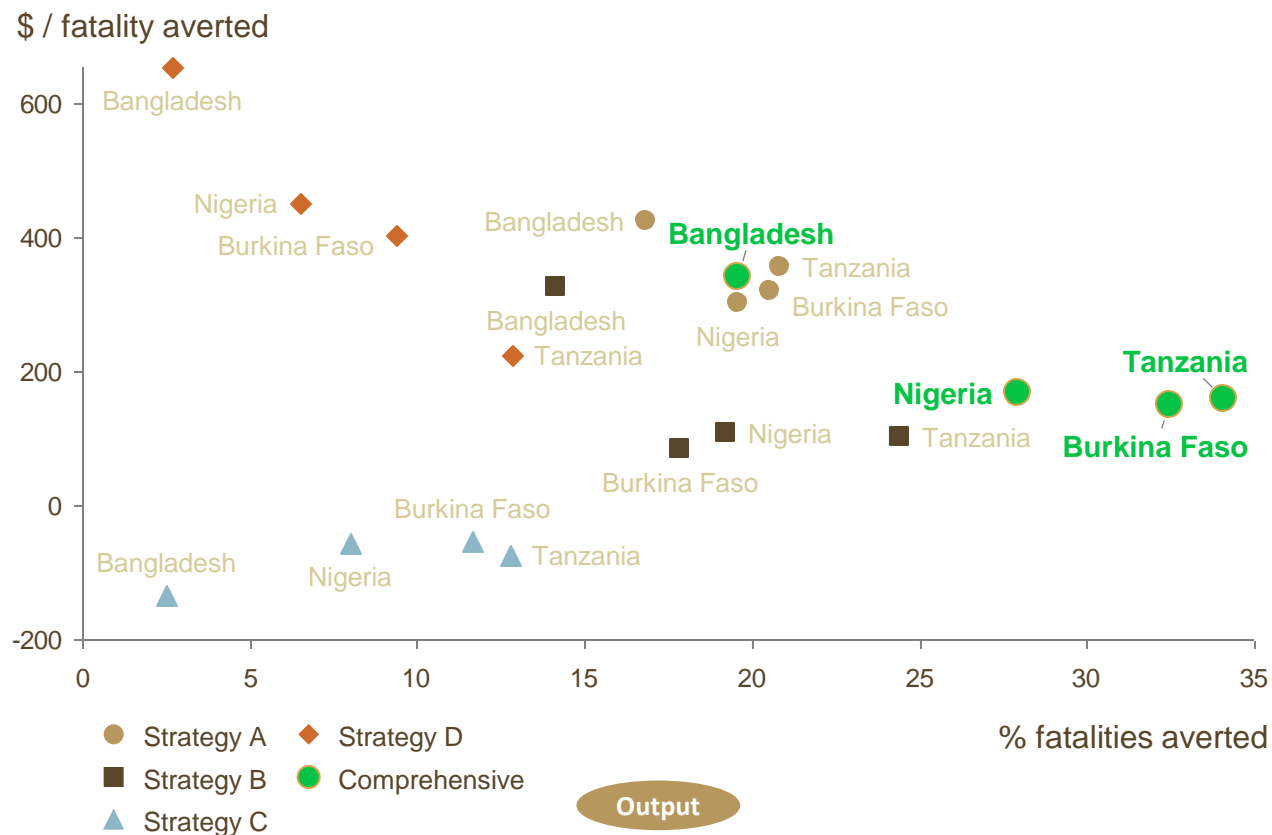 $ / fatality averted
600
Bangladesh
Nigeria
Burkina Faso
Bangladesh
400
Bangladesh
Tanzania
Burkina Faso
Nigeria
Bangladesh
Tanzania
200
Tanzania
Nigeria
Nigeria
Tanzania
Burkina Faso
Burkina Faso
0
Burkina Faso
Bangladesh
Nigeria
Tanzania
-200
0 5 10 15 20 25 30 35
Strategy A
Strategy D
% fatalities averted
Strategy B
Comprehensive
Strategy C
Output